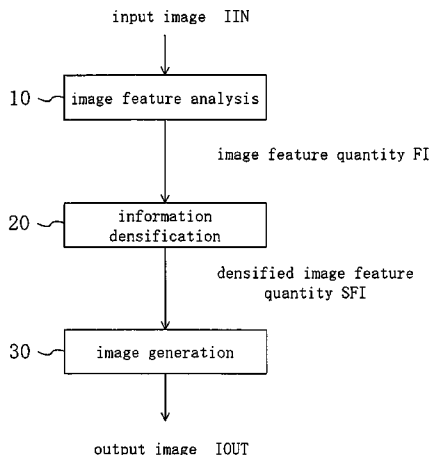 input image IIN
10
image feature analysis
image feature quantity FI
20
information
densification
densified image feature
quantity SFI
30
image generation
output image IOUT